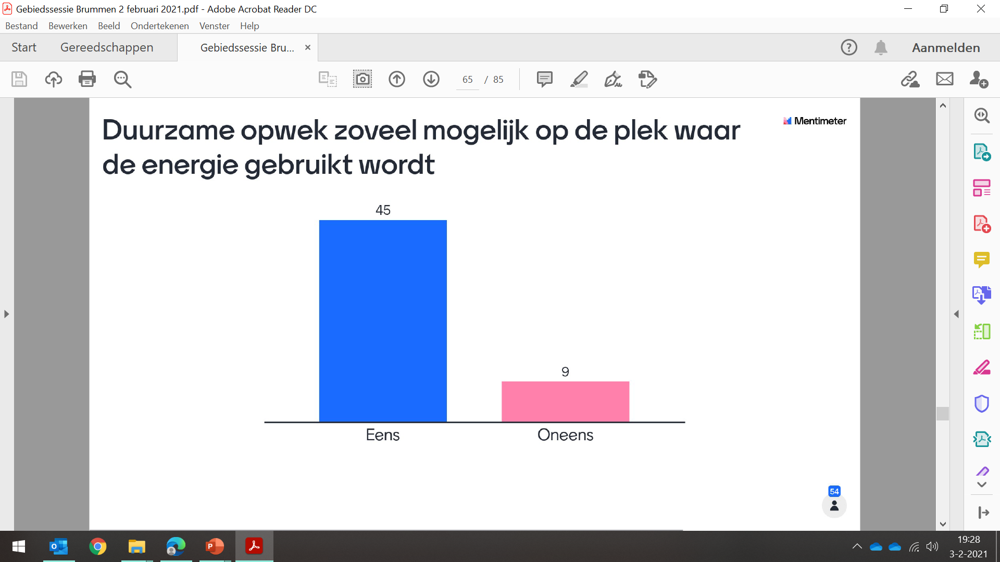 Gebiedssessie Brummen 2 februari 2021.pdf - Adobe Acrobat Reader DC
Bestand Bewerken Beeld Ondertekenen Venster Help
Start Gereedschappen Gebiedssessie Bru... × Aanmelden
65 / 85
Duurzame opwek zoveel mogelijk op de plek waar
de energie gebruikt wordt
Mentimeter
45
9
Eens Oneens
54
19:28
3-2-2021